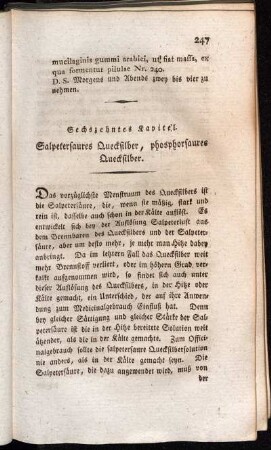 247
mucilaginis gummi arabici, ut fiat massa, ex
qua formentur pilulae Nr. 240.
D. S. Morgens und Abends zwey bis vier zu
nehmen.
Sechszehntes Kapitel.
Salpetersaures Quecksilber, phosphorsaures
Quecksilber.
Das vorzüglichste Menstruum des Quecksilbers ist
die Salpetersäure, die, wenn sie mäßig, stark und
rein ist, dasselbe auch schon in der Kälte auflöst. Es
entwickelt sich bey der Auflösung Salpeterluft aus
dem Brennbaren des Quecksilbers und der Salpeter-
säure, aber um desto mehr, je mehr man Hitze dabey
anbringt. Da im letztern Fall das Quecksilber weit
mehr Brennstoff verliert, oder im höhern Grad ver-
kalkt aufgenommen wird, so findet sich auch unter
dieser Auflösung des Quecksilbers, in der Hitze oder
Kälte gemacht, ein Unterschied, der auf ihre Anwen-
dung zum Medicinalgebrauch Einfluß hat. Denn
bey gleicher Sättigung und gleicher Stärke der Sal-
petersäure ist die in der Hitze bereitete Solution weit
ätzender, als die in der Kälte gemachte. Zum Offici-
nalgebrauch sollte die salpetersaure Quecksilbersolution
nie anders, als in der Kälte gemacht seyn. Die
Salpetersäure, die dazu angewendet wird, muß von
der